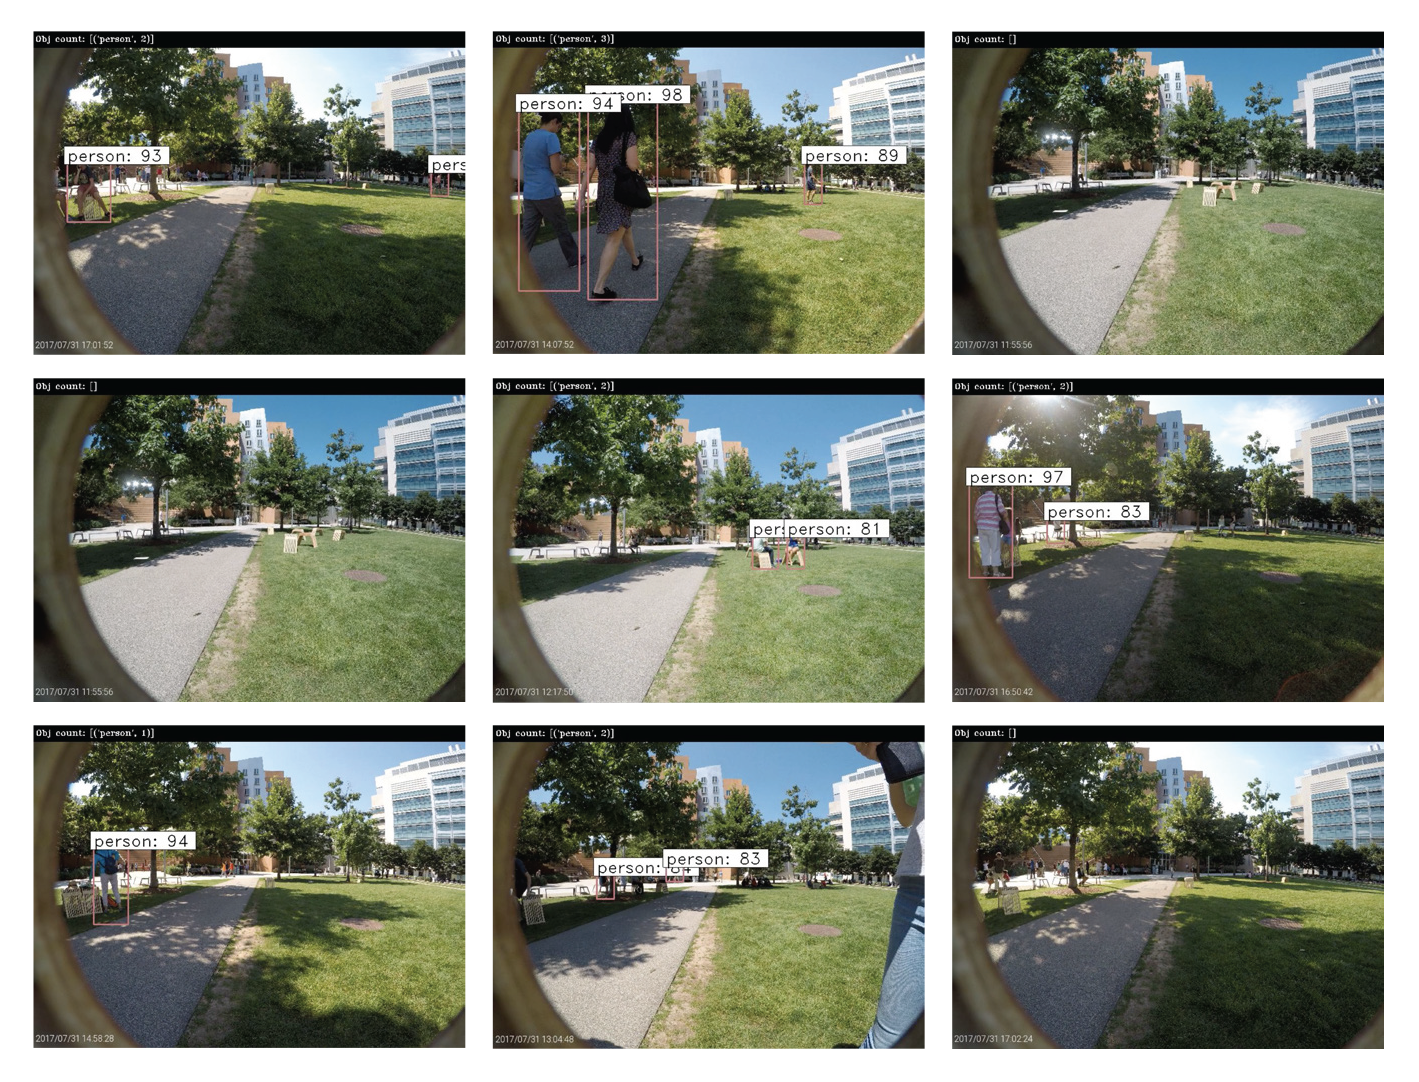 Obj count: [('person', 2)]
person: 93
pers
2017/07/31 17:01:52
Obj count: [('person', 3)]
person: 94
person: 98
person: 89
2017/07/31 14:07:52
Obj count: []
2017/07/31 11:55:56
Obj count: []
2017/07/31 11:55:56
Obj count: [('person', 2)]
pers
person: 81
2017/07/31 12:17:50
Obj count: [('person', 2)]
person: 97
person: 83
2017/07/31 16:50:42
Obj count: [('person', 1)]
person: 94
2017/07/31 14:58:28
Obj count: [('person', 2)]
person: 84
person: 83
2017/07/31 13:04:48
Obj count: []
2017/07/31 17:02:24